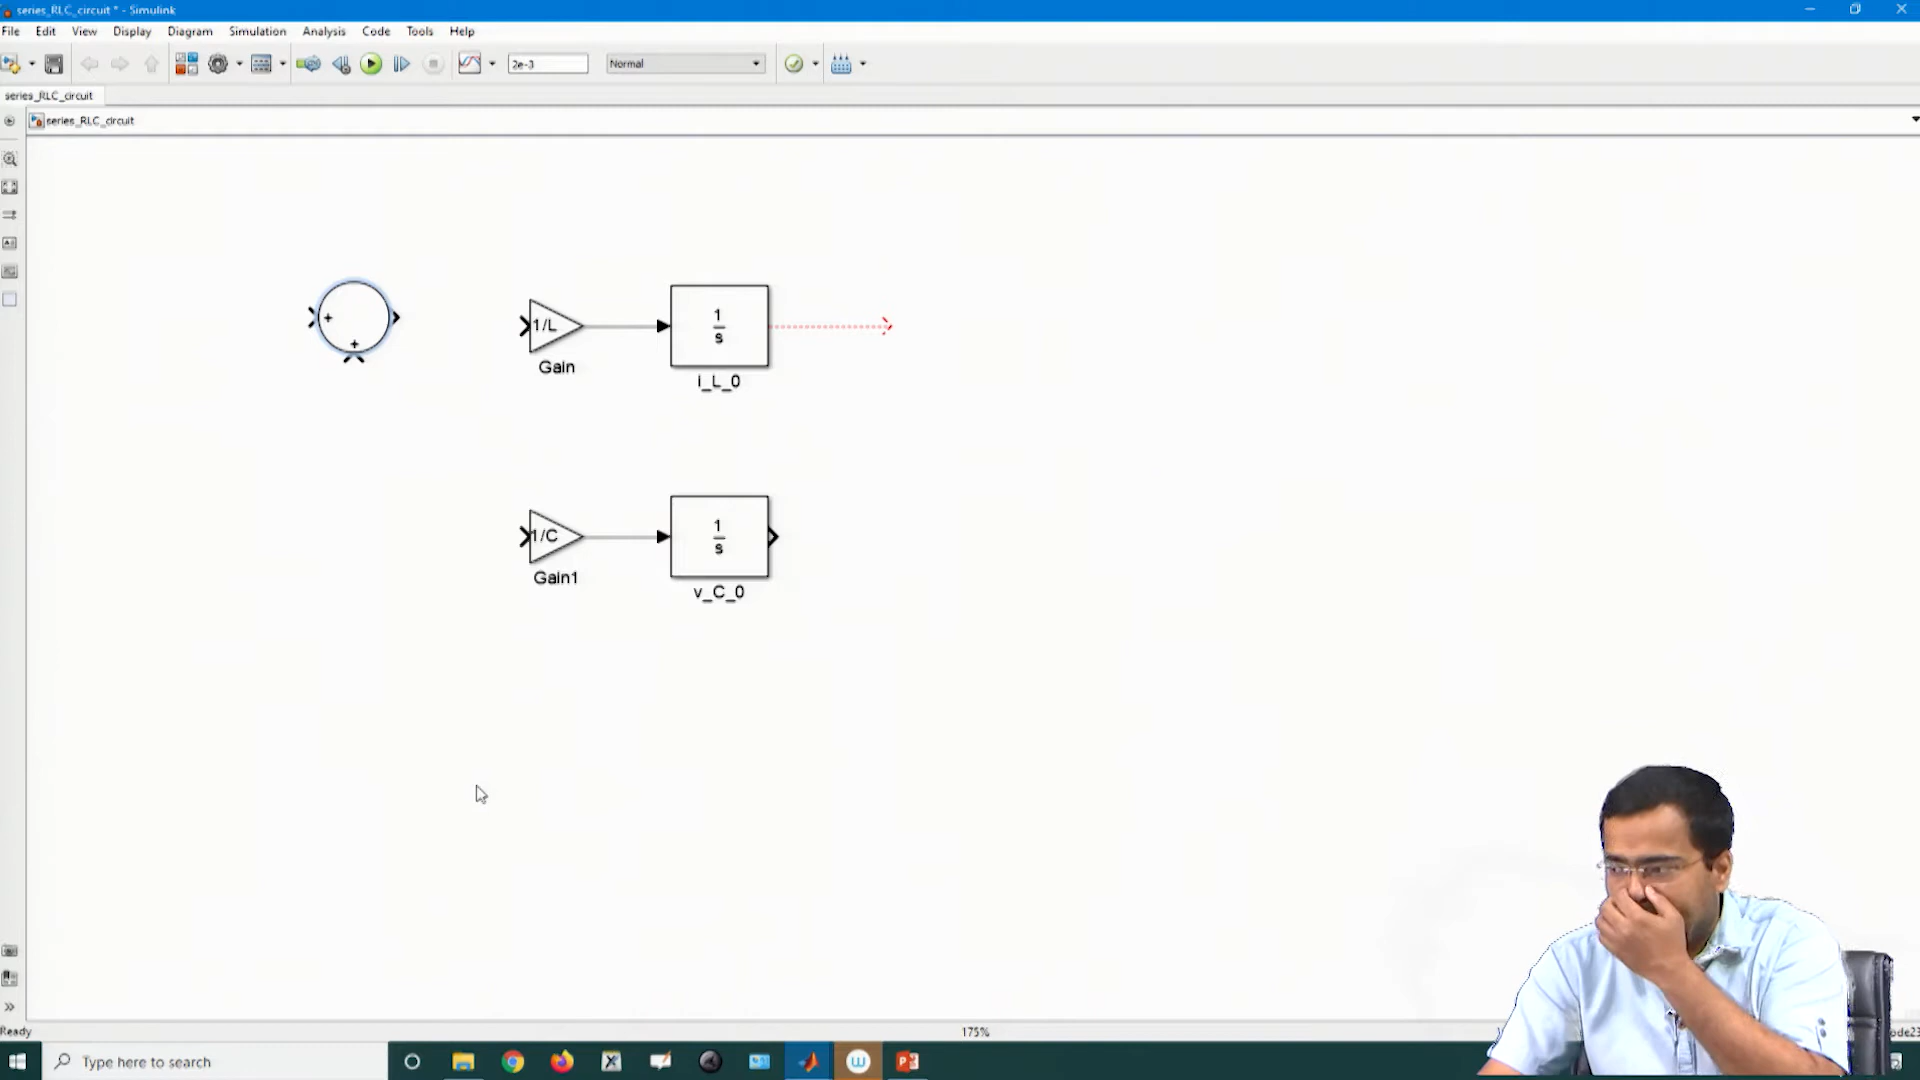 series_RLC_circuit * - Simulink
File Edit View Display Diagram Simulation Analysis Code Tools Help
2e-3 Normal
series_RLC_circuit
series_RLC_circuit
+
+
1/L
1
s
Gain
i_L_0
1/C
1
s
Gain1
v_C_0
Ready 175%
Type here to search